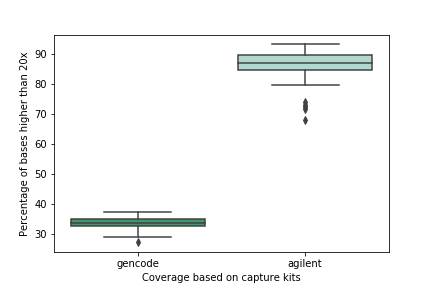 Percentage of bases higher than 20x
90
80
70
60
50
40
30
gencode
agilent
Coverage based on capture kits